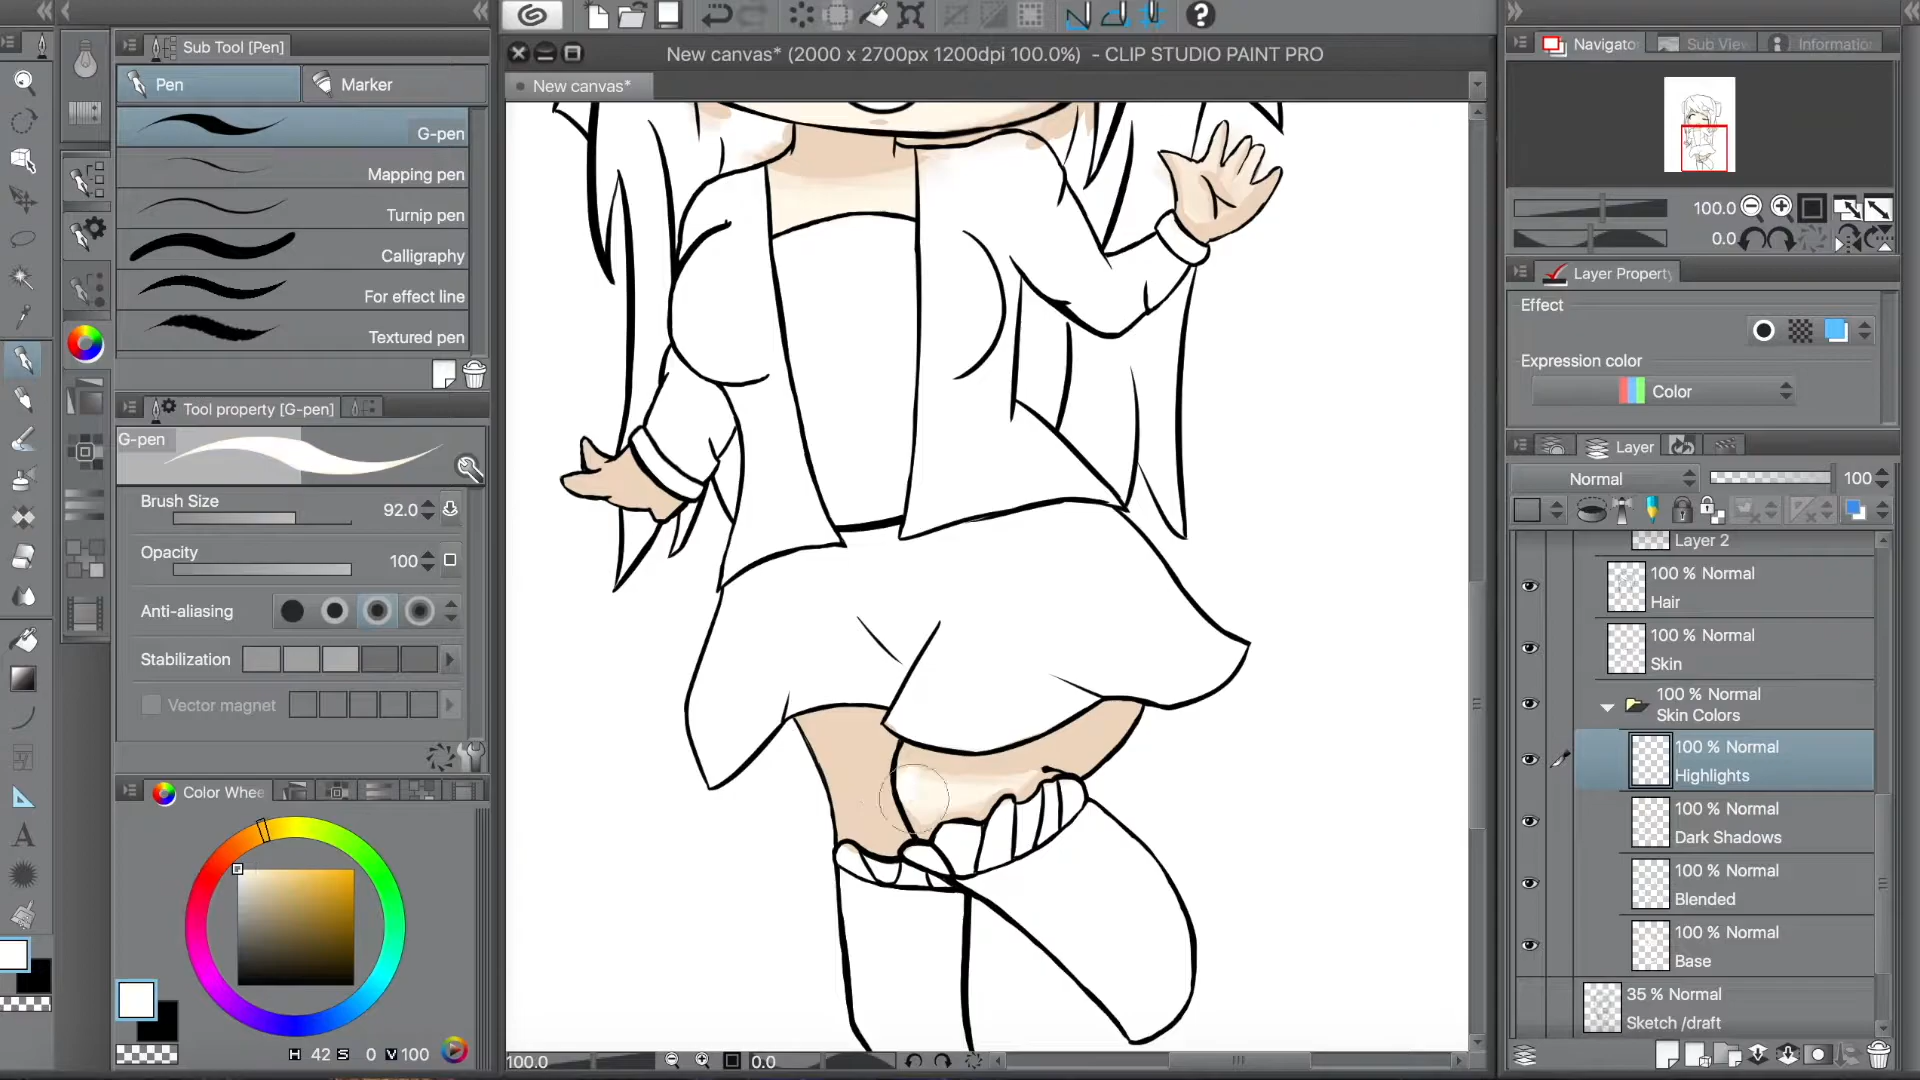 Sub Tool [Pen]
Pen
Marker
G-pen
Mapping pen
Turnip pen
Calligraphy
For effect line
Textured pen
Tool property [G-pen]
G-pen
Brush Size
92.0
Opacity
100
Anti-aliasing
Stabilization
Vector magnet
Color Whee
H 42 S 0 V 100
New canvas* (2000 x 2700px 1200dpi 100.0%) - CLIP STUDIO PAINT PRO
New canvas*
100.0
0.0
Navigato
Sub View
Information
100.0
0.0
Layer Property
Effect
Expression color
Color
Layer
Normal
100
Layer 2
100 % Normal
Hair
100 % Normal
Skin
100 % Normal
Skin Colors
100 % Normal
Highlights
100 % Normal
Dark Shadows
100 % Normal
Blended
100 % Normal
Base
35 % Normal
Sketch /draft